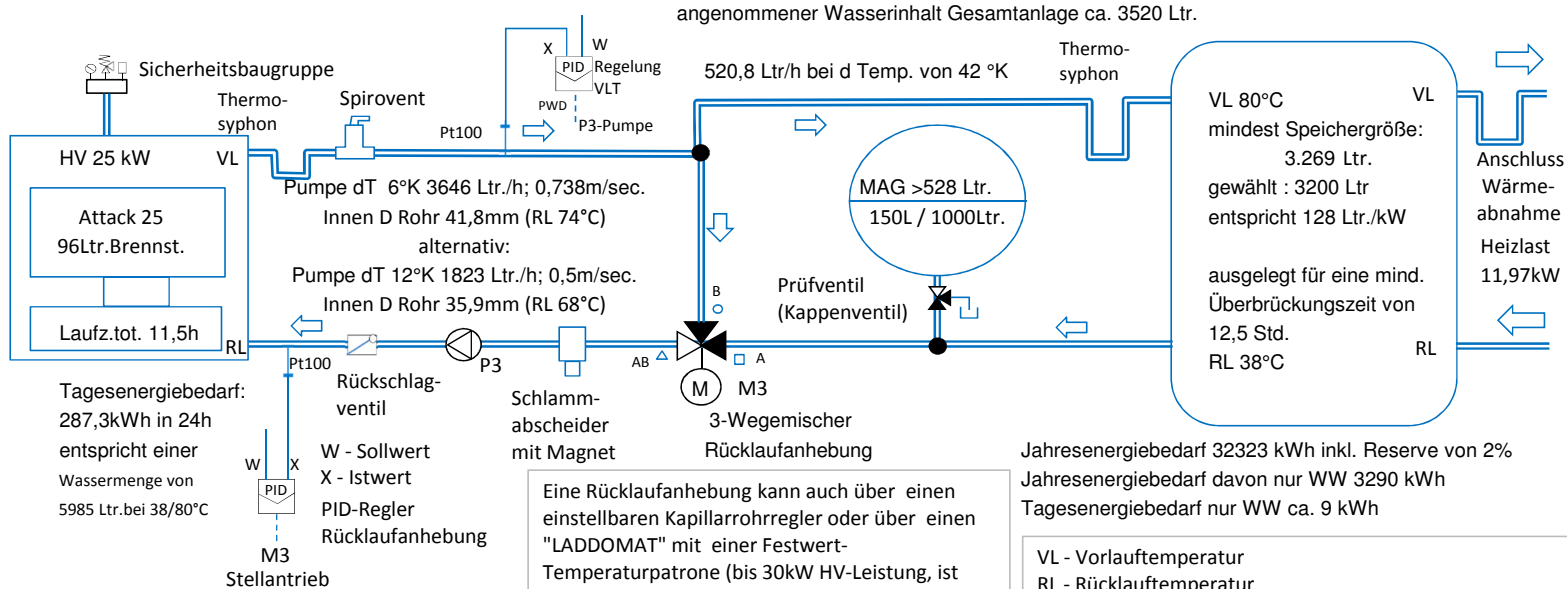 angenommener Wasserinhalt Gesamtanlage ca. 3520 Ltr.
Sicherheitsbaugruppe
Thermo-
syphon
Spirovent
X
W
PID
Regelung
VLT
PWD
P3-Pumpe
Pt100
520,8 Ltr/h bei d Temp. von 42 °K
Thermo-
syphon
HV 25 kW
VL
Attack 25
96Ltr.Brennst.
Laufz.tot. 11,5h
RL
Pumpe dT 6°K 3646 Ltr./h; 0,738m/sec.
Innen D Rohr 41,8mm (RL 74°C)
alternativ:
Pumpe dT 12°K 1823 Ltr./h; 0,5m/sec.
Innen D Rohr 35,9mm (RL 68°C)
MAG >528 Ltr.
150L / 1000Ltr.
Prüfventil
(Kappenventil)
VL 80°C
VL
mindest Speichergröße:
3.269 Ltr.
gewählt : 3200 Ltr
entspricht 128 Ltr./kW
ausgelegt für eine mind.
Überbrückungszeit von
12,5 Std.
RL 38°C
RL
Anschluss
Wärme-
abnahme
Heizlast
11,97kW
B
AB
A
M
M3
3-Wegemischer
Rücklaufanhebung
Pt100
Rückschlag-
ventil
P3
Schlamm-
abscheider
mit Magnet
Tagesenergiebedarf:
287,3kWh in 24h
entspricht einer
Wassermenge von
5985 Ltr.bei 38/80°C
W
X
PID
M3
Stellantrieb
W - Sollwert
X - Istwert
PID-Regler
Rücklaufanhebung
Eine Rücklaufanhebung kann auch über einen
einstellbaren Kapillarrohrregler oder über einen
"LADDOMAT" mit einer Festwert-
Temperaturpatrone (bis 30kW HV-Leistung, ist
Jahresenergiebedarf 32323 kWh inkl. Reserve von 2%
Jahresenergiebedarf davon nur WW 3290 kWh
Tagesenergiebedarf nur WW ca. 9 kWh
VL - Vorlauftemperatur
RL - Rücklauftemperatur